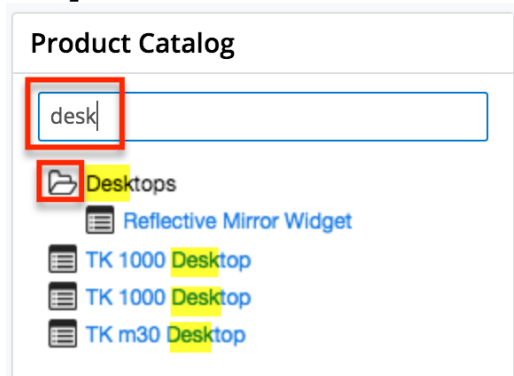 Product Catalog
desk
Desktops
Reflective Mirror Widget
TK 1000 Desktop
TK 1000 Desktop
TK m30 Desktop